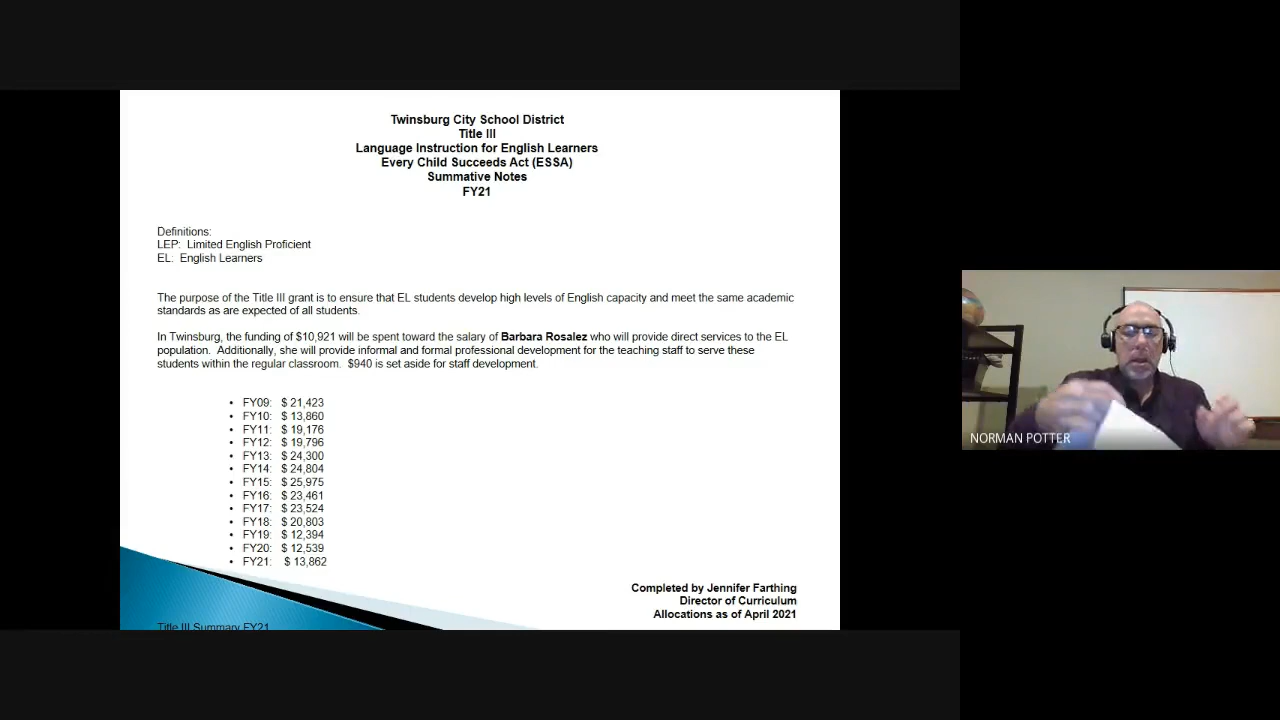 Twinsburg City School District
Title III
Language Instruction for English Learners
Every Child Succeeds Act (ESSA)
Summative Notes
FY21
Definitions:
LEP: Limited English Proficient
EL: English Learners
The purpose of the Title III grant is to ensure that EL students develop high levels of English capacity and meet the same academic
standards as are expected of all students.
In Twinsburg, the funding of $10,921 will be spent toward the salary of Barbara Rosalez who will provide direct services to the EL
population. Additionally, she will provide informal and formal professional development for the teaching staff to serve these
students within the regular classroom. $940 is set aside for staff development.
• FY09: $ 21,423
• FY10: $ 13,860
• FY11: $ 19,176
• FY12: $ 19,796
• FY13: $ 24,300
• FY14: $ 24,804
• FY15: $ 25,975
• FY16: $ 23,461
• FY17: $ 23,524
• FY18: $ 20,803
• FY19: $ 12,394
• FY20: $ 12,539
• FY21: $ 13,862
Completed by Jennifer Farthing
Director of Curriculum
Allocations as of April 2021
Title III Summary FY21
NORMAN POTTER